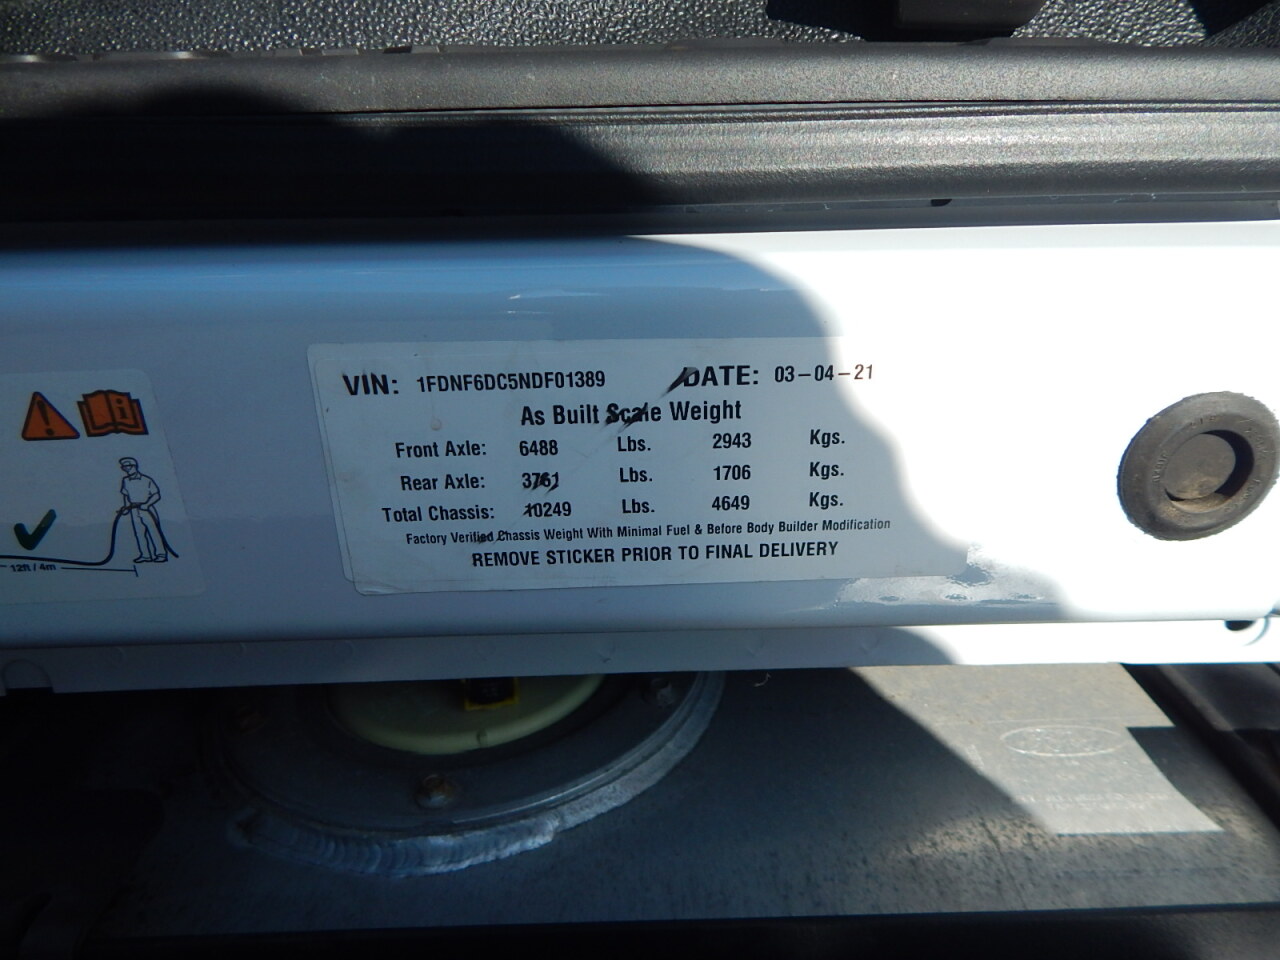 VIN: 1FDNF6DC5NDF01389 DATE: 03-04-21
As Built Scale Weight
Front Axle: 6488 Lbs. 2943 Kgs.
Rear Axle: 3761 Lbs. 1706 Kgs.
Total Chassis: 10249 Lbs. 4649 Kgs.
Factory Verified Chassis Weight With Minimal Fuel & Before Body Builder Modification
REMOVE STICKER PRIOR TO FINAL DELIVERY
12ft / 4m